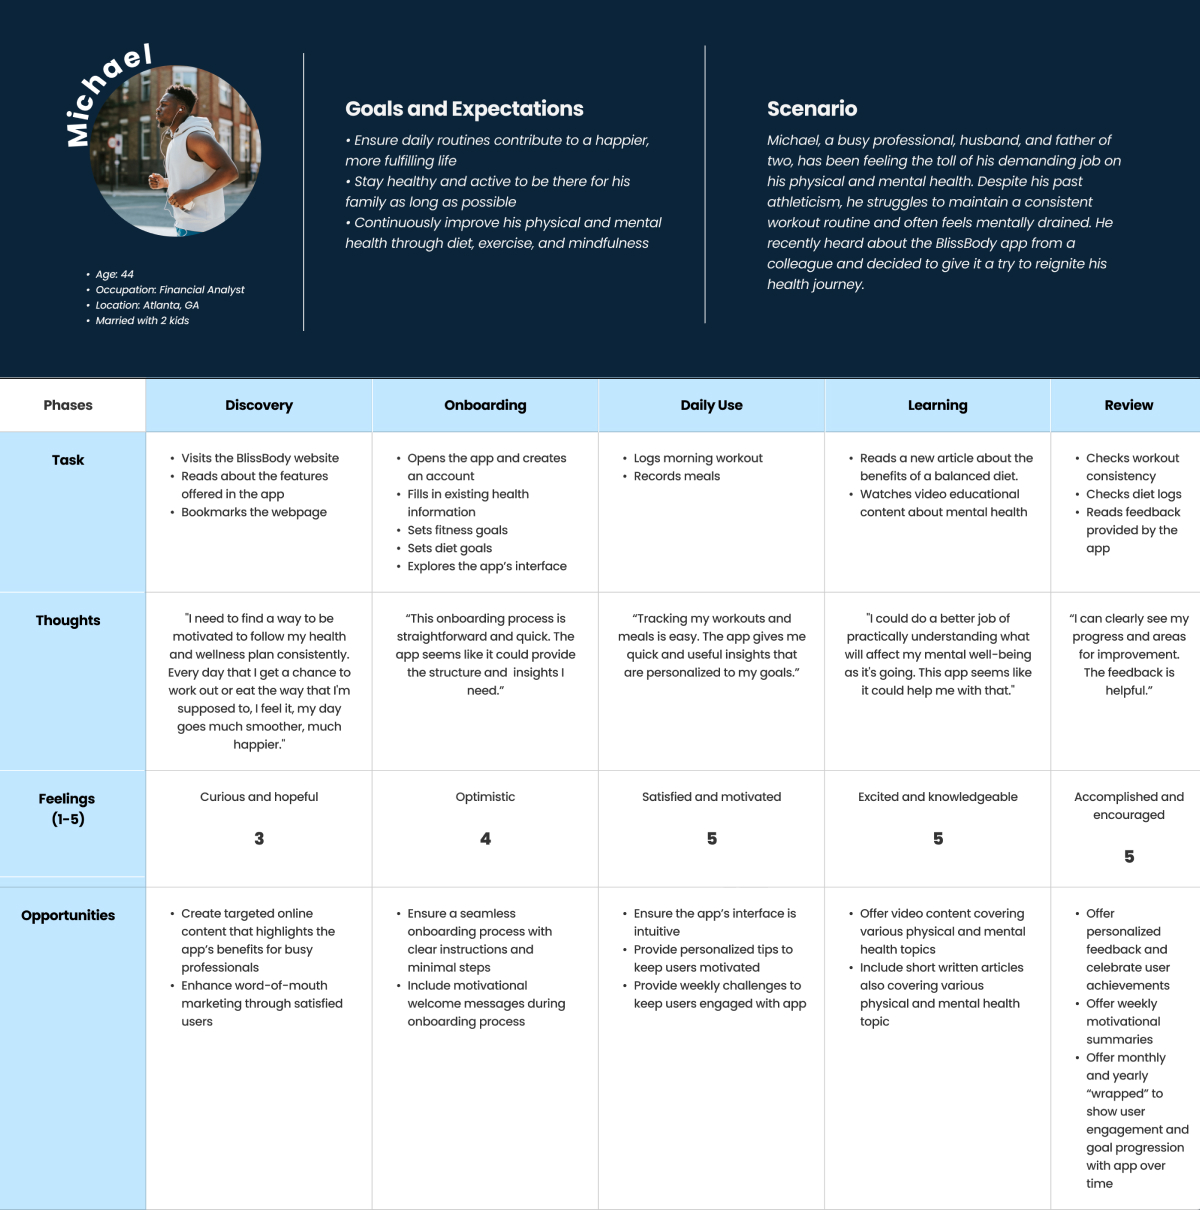 Michael
• Age: 44
• Occupation: Financial Analyst
• Location: Atlanta, GA
• Married with 2 kids
Goals and Expectations
• Ensure daily routines contribute to a happier,
more fulfilling life
• Stay healthy and active to be there for his
family as long as possible
• Continuously improve his physical and mental
health through diet, exercise, and mindfulness
Scenario
Michael, a busy professional, husband, and father of
two, has been feeling the toll of his demanding job on
his physical and mental health. Despite his past
athleticism, he struggles to maintain a consistent
workout routine and often feels mentally drained. He
recently heard about the BlissBody app from a
colleague and decided to give it a try to reignite his
health journey.
Phases
Discovery
Onboarding
Daily Use
Learning
Review
Task
• Visits the BlissBody website
• Reads about the features
offered in the app
• Bookmarks the webpage
• Opens the app and creates
an account
• Fills in existing health
information
• Sets fitness goals
• Sets diet goals
• Explores the app’s interface
• Logs morning workout
• Records meals
• Reads a new article about the
benefits of a balanced diet.
• Watches video educational
content about mental health
• Checks workout
consistency
• Checks diet logs
• Reads feedback
provided by the
app
Thoughts
"I need to find a way to be
motivated to follow my health
and wellness plan consistently.
Every day that I get a chance to
work out or eat the way that I'm
supposed to, I feel it, my day
goes much smoother, much
happier."
“This onboarding process is
straightforward and quick. The
app seems like it could provide
the structure and insights I
need.”
“Tracking my workouts and
meals is easy. The app gives me
quick and useful insights that
are personalized to my goals.”
"I could do a better job of
practically understanding what
will affect my mental well-being
as it's going. This app seems like
it could help me with that."
“I can clearly see my
progress and areas
for improvement.
The feedback is
helpful.”
Feelings
(1-5)
Curious and hopeful
3
Optimistic
4
Satisfied and motivated
5
Excited and knowledgeable
5
Accomplished and
encouraged
5
Opportunities
• Create targeted online
content that highlights the
app’s benefits for busy
professionals
• Enhance word-of-mouth
marketing through satisfied
users
• Ensure a seamless
onboarding process with
clear instructions and
minimal steps
• Include motivational
welcome messages during
onboarding process
• Ensure the app’s interface is
intuitive
• Provide personalized tips to
keep users motivated
• Provide weekly challenges to
keep users engaged with app
• Offer video content covering
various physical and mental
health topics
• Include short written articles
also covering various
physical and mental health
topic
• Offer
personalized
feedback and
celebrate user
achievements
• Offer weekly
motivational
summaries
• Offer monthly
and yearly
“wrapped” to
show user
engagement and
goal progression
with app over
time